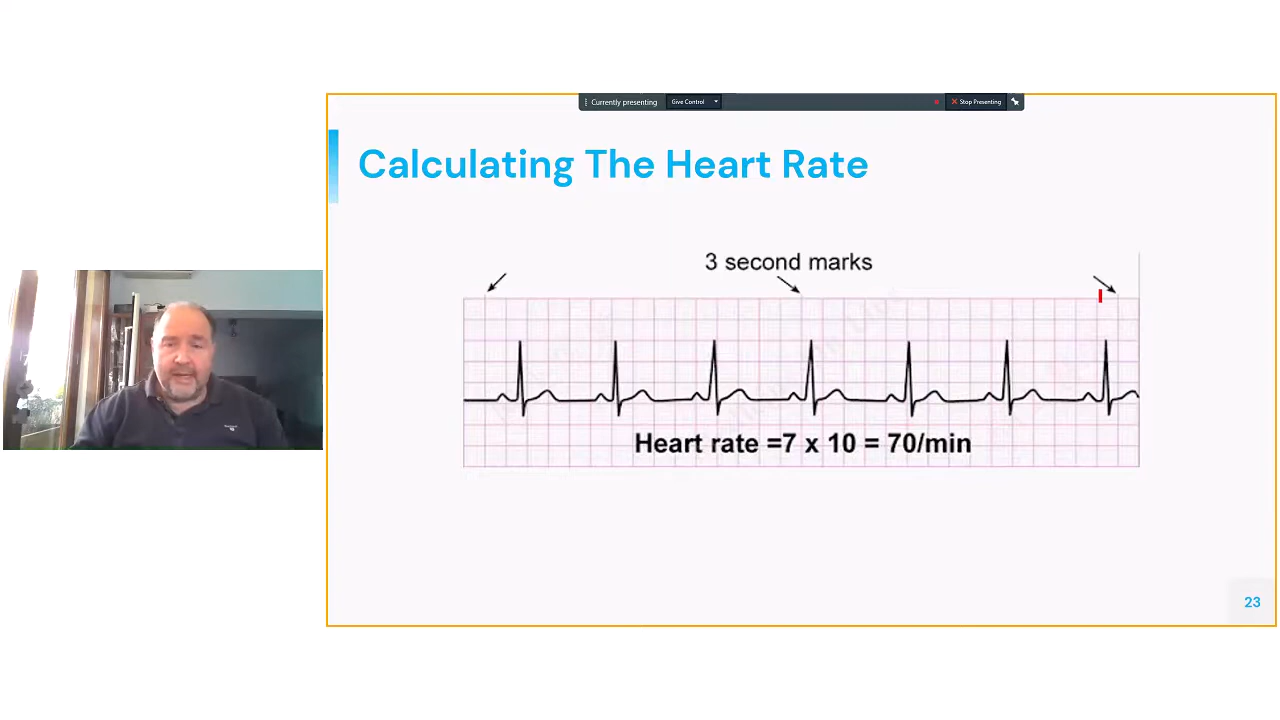 Currently presenting
Give Control
Stop Presenting
Calculating The Heart Rate
3 second marks
Heart rate =7 x 10 = 70/min
23